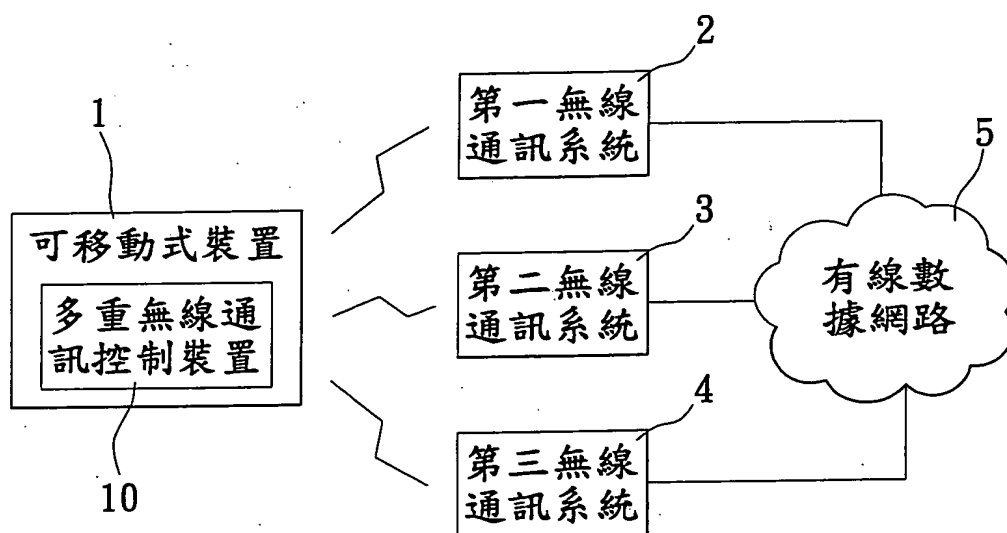 1
可移動式裝置
多重無線通
訊控制裝置
10
2
第一無線
通訊系統
3
第二無線
通訊系統
4
第三無線
通訊系統
5
有線數
據網路